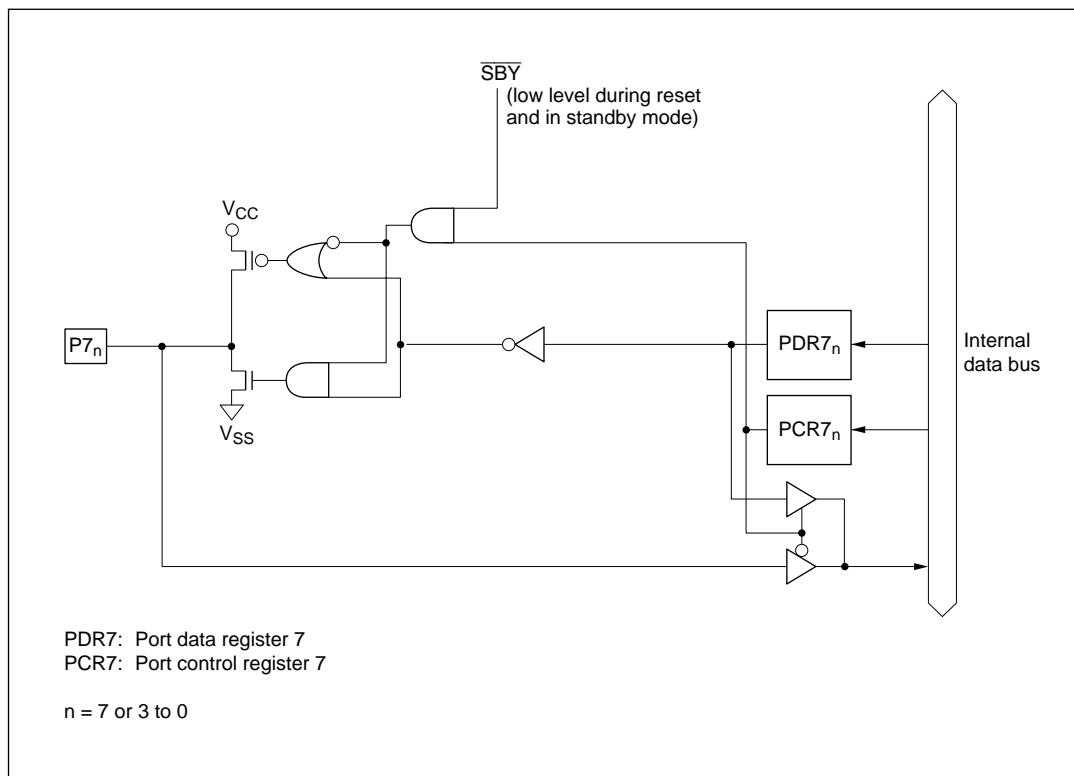 SBY
(low level during reset
and in standby mode)
VCC
P7n
VSS
PDR7n
PCR7n
Internal
data bus
PDR7: Port data register 7
PCR7: Port control register 7
n = 7 or 3 to 0